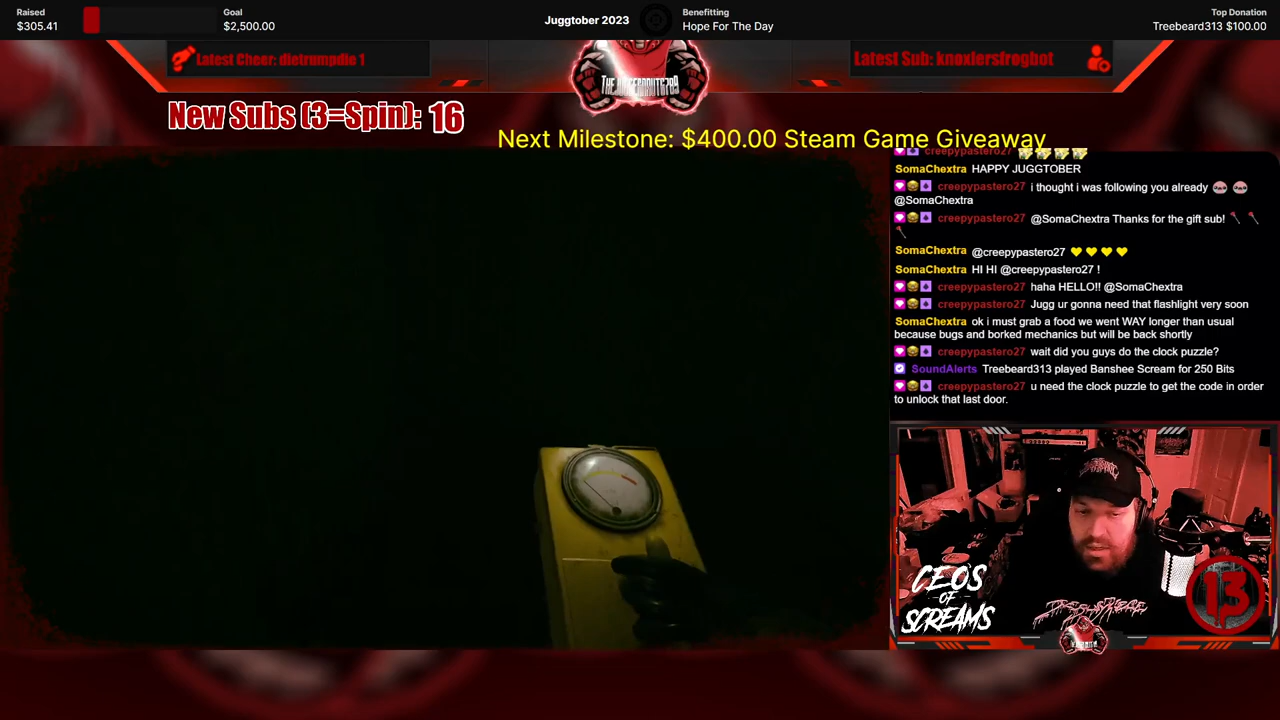 Raised
$305.41
Goal
$2,500.00
Juggtober 2023
Benefitting
Hope For The Day
Top Donation
Treebeard313 $100.00
Latest Cheer: dietrumpdio 1
THEJUGGERNAUT6789
Latest Sub: knoxlersfrogbot
New Subs (3=Spin): 16
Next Milestone: $400.00 Steam Game Giveaway
creepypastero27
SomaChextra HAPPY JUGGTOBER
creepypastero27 i thought i was following you already
@SomaChextra
creepypastero27 @SomaChextra Thanks for the gift sub!
SomaChextra @creepypastero27
SomaChextra HI HI @creepypastero27 !
creepypastero27 haha HELLO!! @SomaChextra
creepypastero27 Jugg ur gonna need that flashlight very soon
SomaChextra ok i must grab a food we went WAY longer than usual
because bugs and borked mechanics but will be back shortly
creepypastero27 wait did you guys do the clock puzzle?
SoundAlerts Treebeard313 played Banshee Scream for 250 Bits
creepypastero27 u need the clock puzzle to get the code in order
to unlock that last door.
CEOS
OF
SCREAMS
13